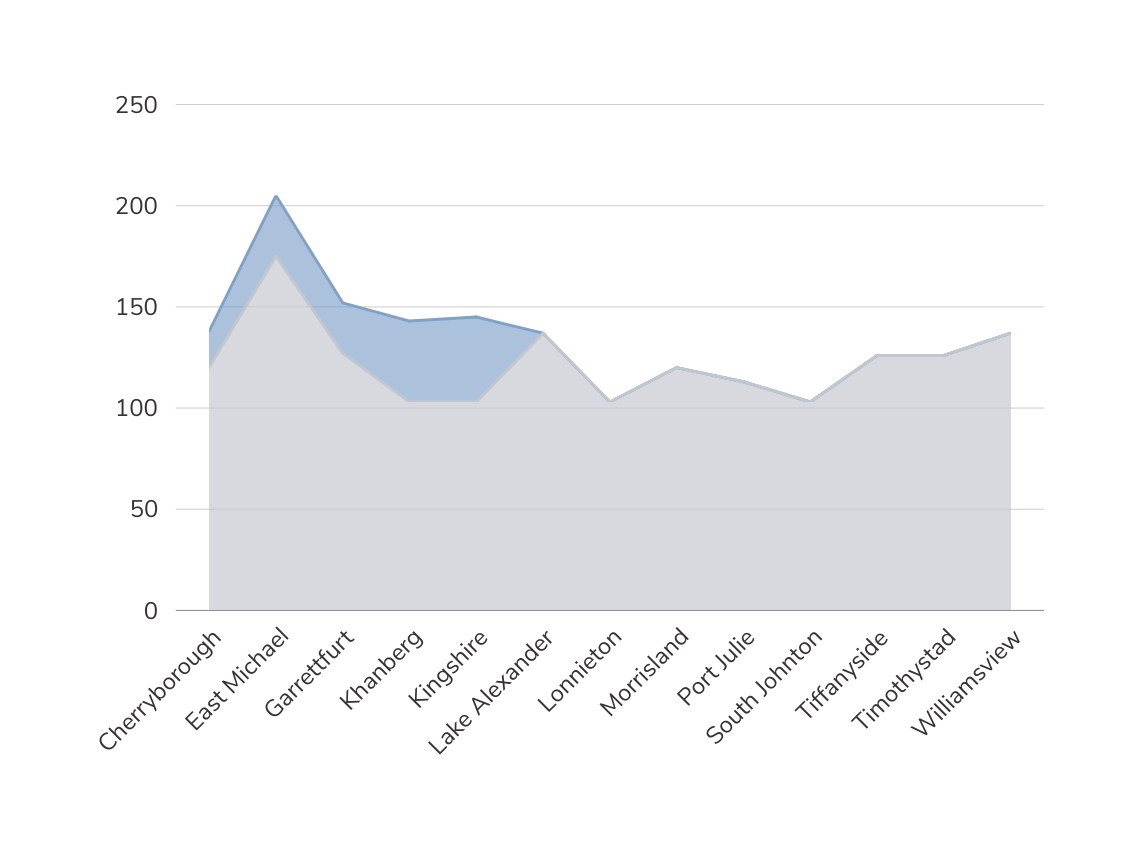 250
200
150
100
50
0
Cherryborough
East Michael
Garrettfurt
Khanberg
Kingshire
Lake Alexander
Lonnieton
Morrisland
Port Julie
South Johnton
Tiffanyside
Timothystad
Williamsview